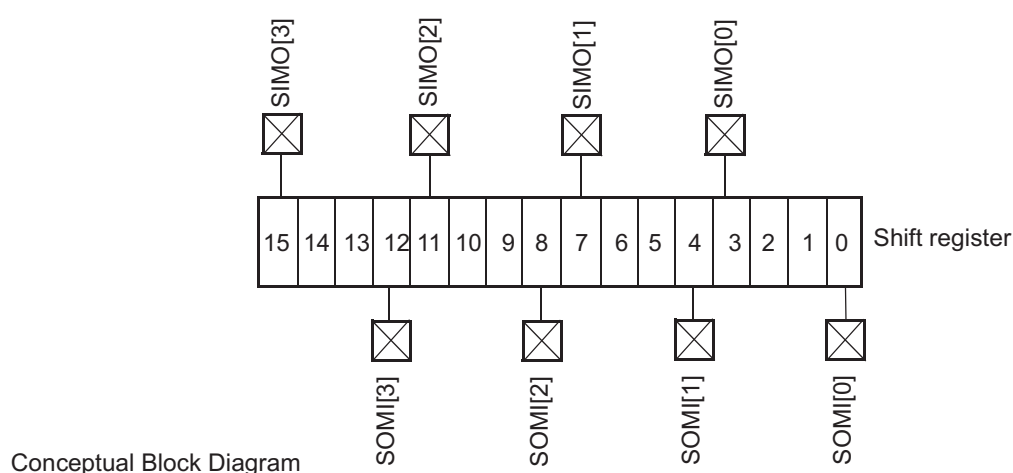 SIMO[3]
SIMO[2]
SIMO[1]
SIMO[0]
15 14 13 12 11 10 9 8 7 6 5 4 3 2 1 0
Shift register
SOMI[3]
SOMI[2]
SOMI[1]
SOMI[0]
Conceptual Block Diagram